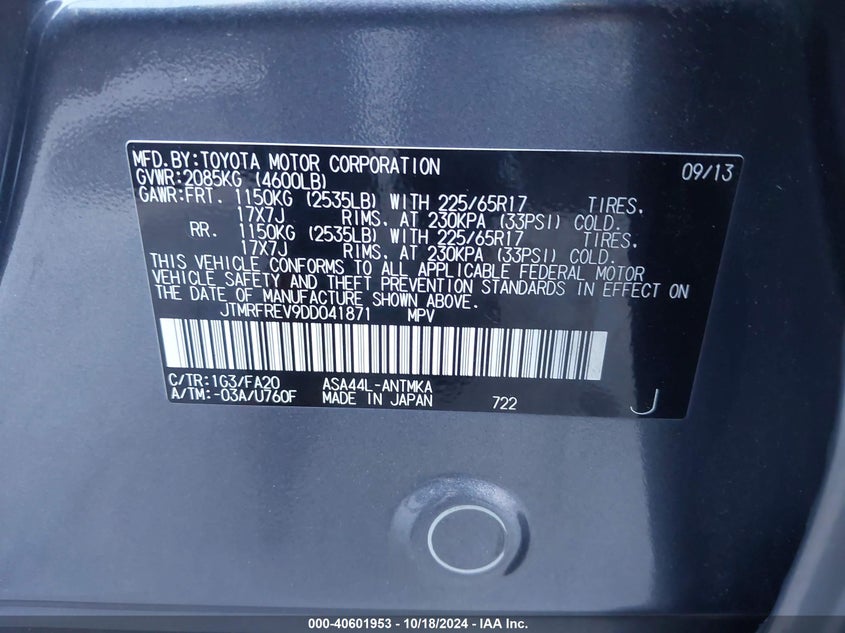 MFD.BY:TOYOTA MOTOR CORPORATION 09/13
GVWR:2085KG (4600LB)
GAWR:FRT. 1150KG (2535LB) WITH 225/65R17 TIRES,
17X7J RIMS, AT 230KPA (33PSI) COLD.
RR. 1150KG (2535LB) WITH 225/65R17 TIRES,
17X7J RIMS, AT 230KPA (33PSI) COLD.
THIS VEHICLE CONFORMS TO ALL APPLICABLE FEDERAL MOTOR
VEHICLE SAFETY AND THEFT PREVENTION STANDARDS IN EFFECT ON
THE DATE OF MANUFACTURE SHOWN ABOVE.
JTMRFREV9DD041871 MPV
C/TR:1G3/FA20 ASA44L-ANTMKA
A/TM:-03A/U760F MADE IN JAPAN 722 J
000-40601953 - 10/18/2024 - IAA Inc.